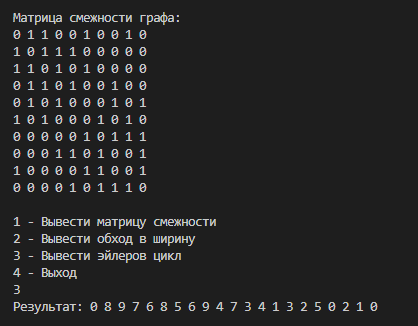 Матрица смежности графа:
0 1 1 0 0 1 0 0 1 0
1 0 1 1 1 0 0 0 0 0
1 1 0 1 0 1 0 0 0 0
0 1 1 0 1 0 0 1 0 0
0 1 0 1 0 0 0 1 0 1
1 0 1 0 0 0 1 0 1 0
0 0 0 0 0 1 0 1 1 1
0 0 0 1 1 0 1 0 0 1
1 0 0 0 0 1 1 0 0 1
0 0 0 0 1 0 1 1 1 0
1 - Вывести матрицу смежности
2 - Вывести обход в ширину
3 - Вывести эйлеров цикл
4 - Выход
3
Результат: 0 8 9 7 6 8 5 6 9 4 7 3 4 1 3 2 5 0 2 1 0